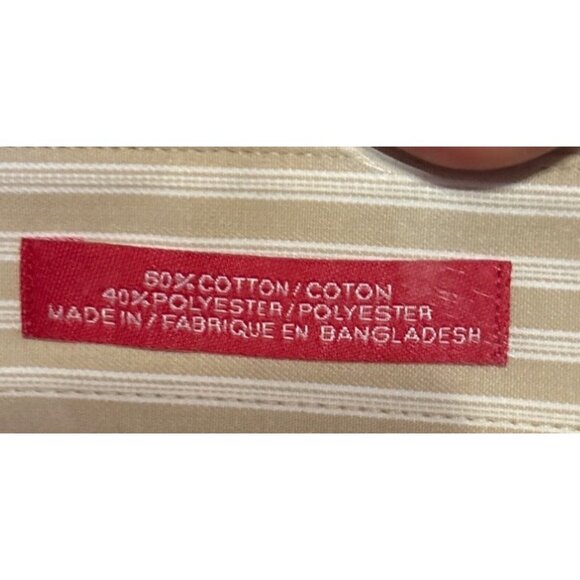 60% COTTON / COTON
40% POLYESTER / POLYESTER
MADE IN / FABRIQUE EN BANGLADESH